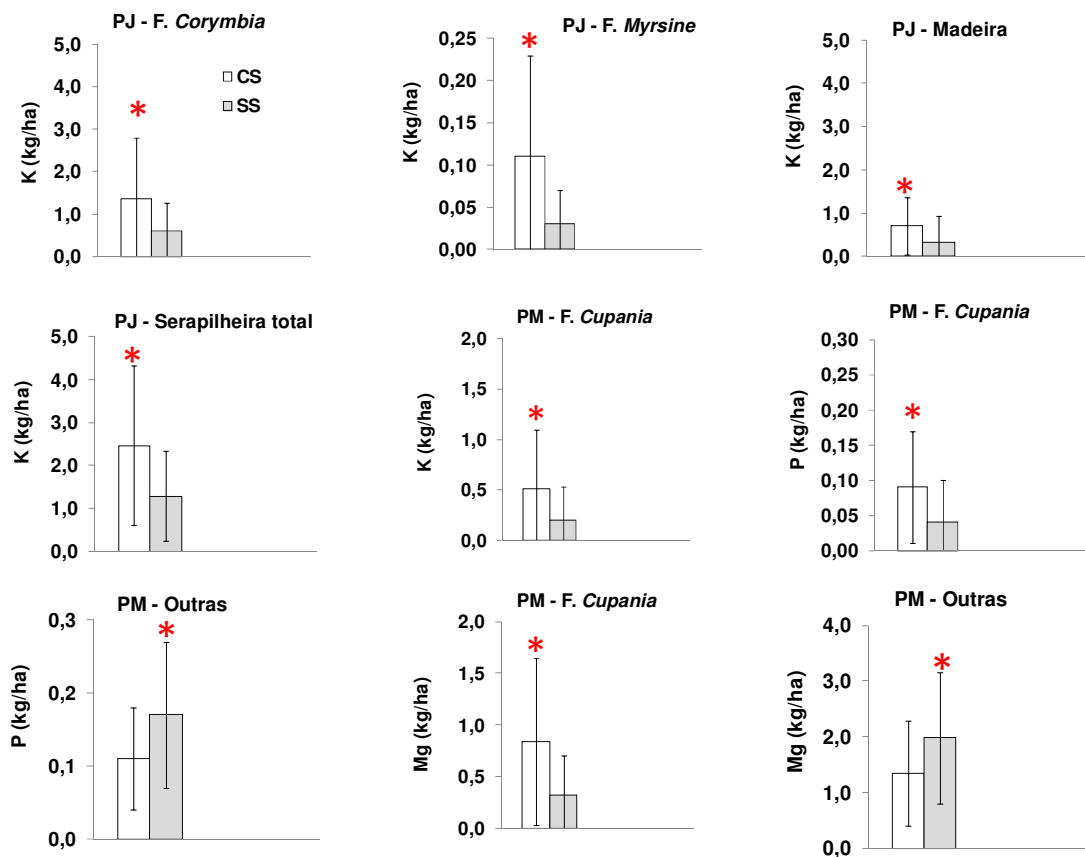 PJ - F. Corymbia
K (kg/ha)
5,0
4,0
3,0
2,0
1,0
0,0
CS
SS
*
PJ - F. Myrsine
K (kg/ha)
0,25
0,20
0,15
0,10
0,05
0,00
*
PJ - Madeira
K (kg/ha)
5,0
4,0
3,0
2,0
1,0
0,0
*
PJ - Serapilheira total
K (kg/ha)
5,0
4,0
3,0
2,0
1,0
0,0
*
PM - F. Cupania
K (kg/ha)
2,0
1,5
1,0
0,5
0,0
*
PM - F. Cupania
P (kg/ha)
0,30
0,25
0,20
0,15
0,10
0,05
0,00
*
PM - Outras
P (kg/ha)
0,3
0,2
0,1
0,0
*
PM - F. Cupania
Mg (kg/ha)
2,0
1,5
1,0
0,5
0,0
*
PM - Outras
Mg (kg/ha)
4,0
3,0
2,0
1,0
0,0
*